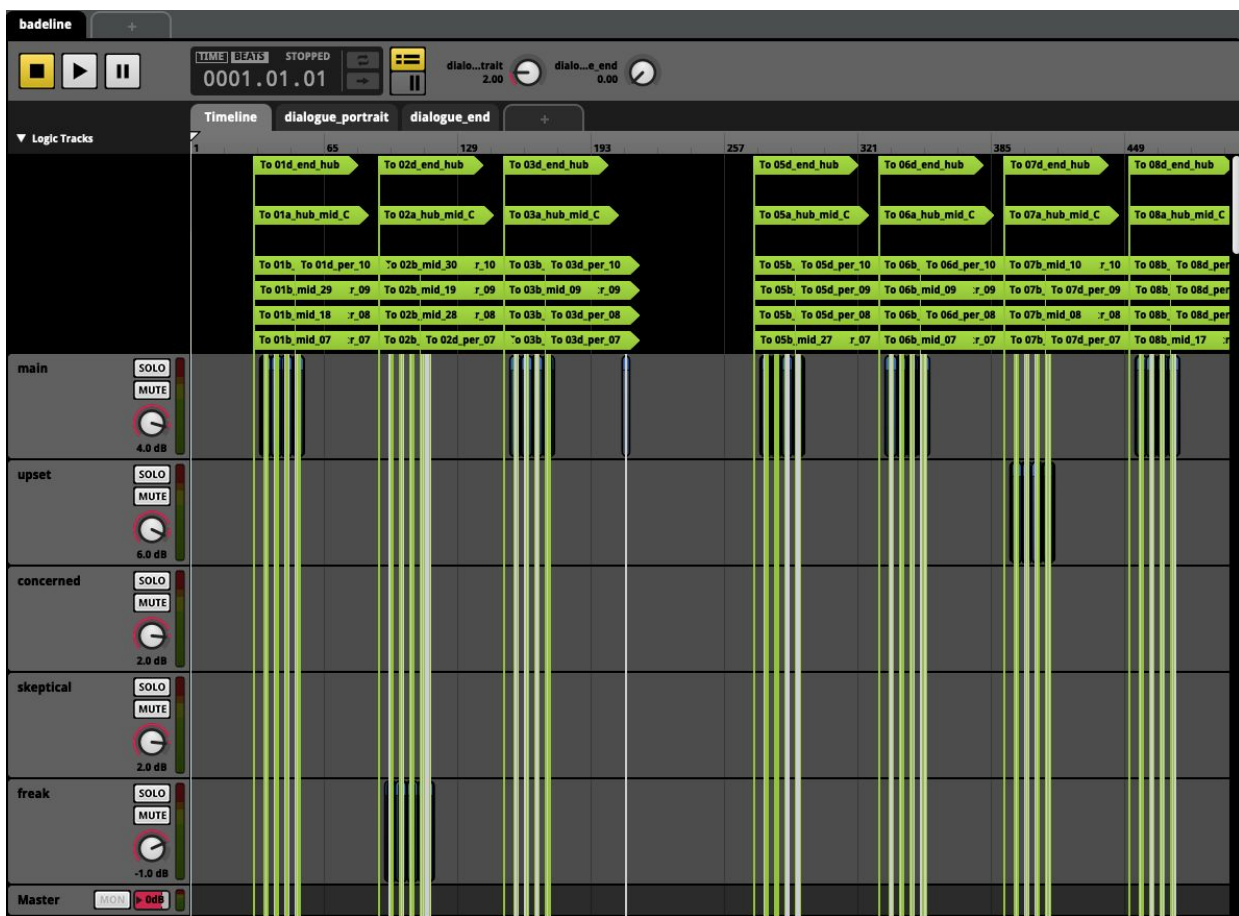 badeline +
TIME BEATS STOPPED
0001.01.01
dialo...trait 2.00 dialo...e_end 0.00
Timeline dialogue_portrait dialogue_end +
▼ Logic Tracks
1 65 129 193 257 321 385 449
To 01d_end_hub To 02d_end_hub To 03d_end_hub To 05d_end_hub To 06d_end_hub To 07d_end_hub To 08d_end_hub
To 01a_hub_mid_C To 02a_hub_mid_C To 03a_hub_mid_C To 05a_hub_mid_C To 06a_hub_mid_C To 07a_hub_mid_C To 08a_hub_mid_C
To 01b_ To 01d_per_10 To 02b_mid_30 r_10 To 03b_ To 03d_per_10 To 05b_ To 05d_per_10 To 06b_ To 06d_per_10 To 07b_mid_10 r_10 To 08b_ To 08d_per
To 01b_mid_29 r_09 To 02b_mid_19 r_09 To 03b_mid_09 :r_09 To 05b_ To 05d_per_09 To 06b_mid_09 :r_09 To 07b_ To 07d_per_09 To 08b_ To 08d_per
To 01b_mid_18 :r_08 To 02b_mid_28 r_08 To 03b_ To 03d_per_08 To 05b_ To 05d_per_08 To 06b_ To 06d_per_08 To 07b_mid_08 :r_08 To 08b_ To 08d_per
To 01b_mid_07 :r_07 To 02b_ To 02d_per_07 To 03b_ To 03d_per_07 To 05b_mid_27 r_07 To 06b_mid_07 :r_07 To 07b_ To 07d_per_07 To 08b_mid_17
main SOLO
MUTE
4.0 dB
upset SOLO
MUTE
6.0 dB
concerned SOLO
MUTE
2.0 dB
skeptical SOLO
MUTE
2.0 dB
freak SOLO
MUTE
-1.0 dB
Master MON 0dB